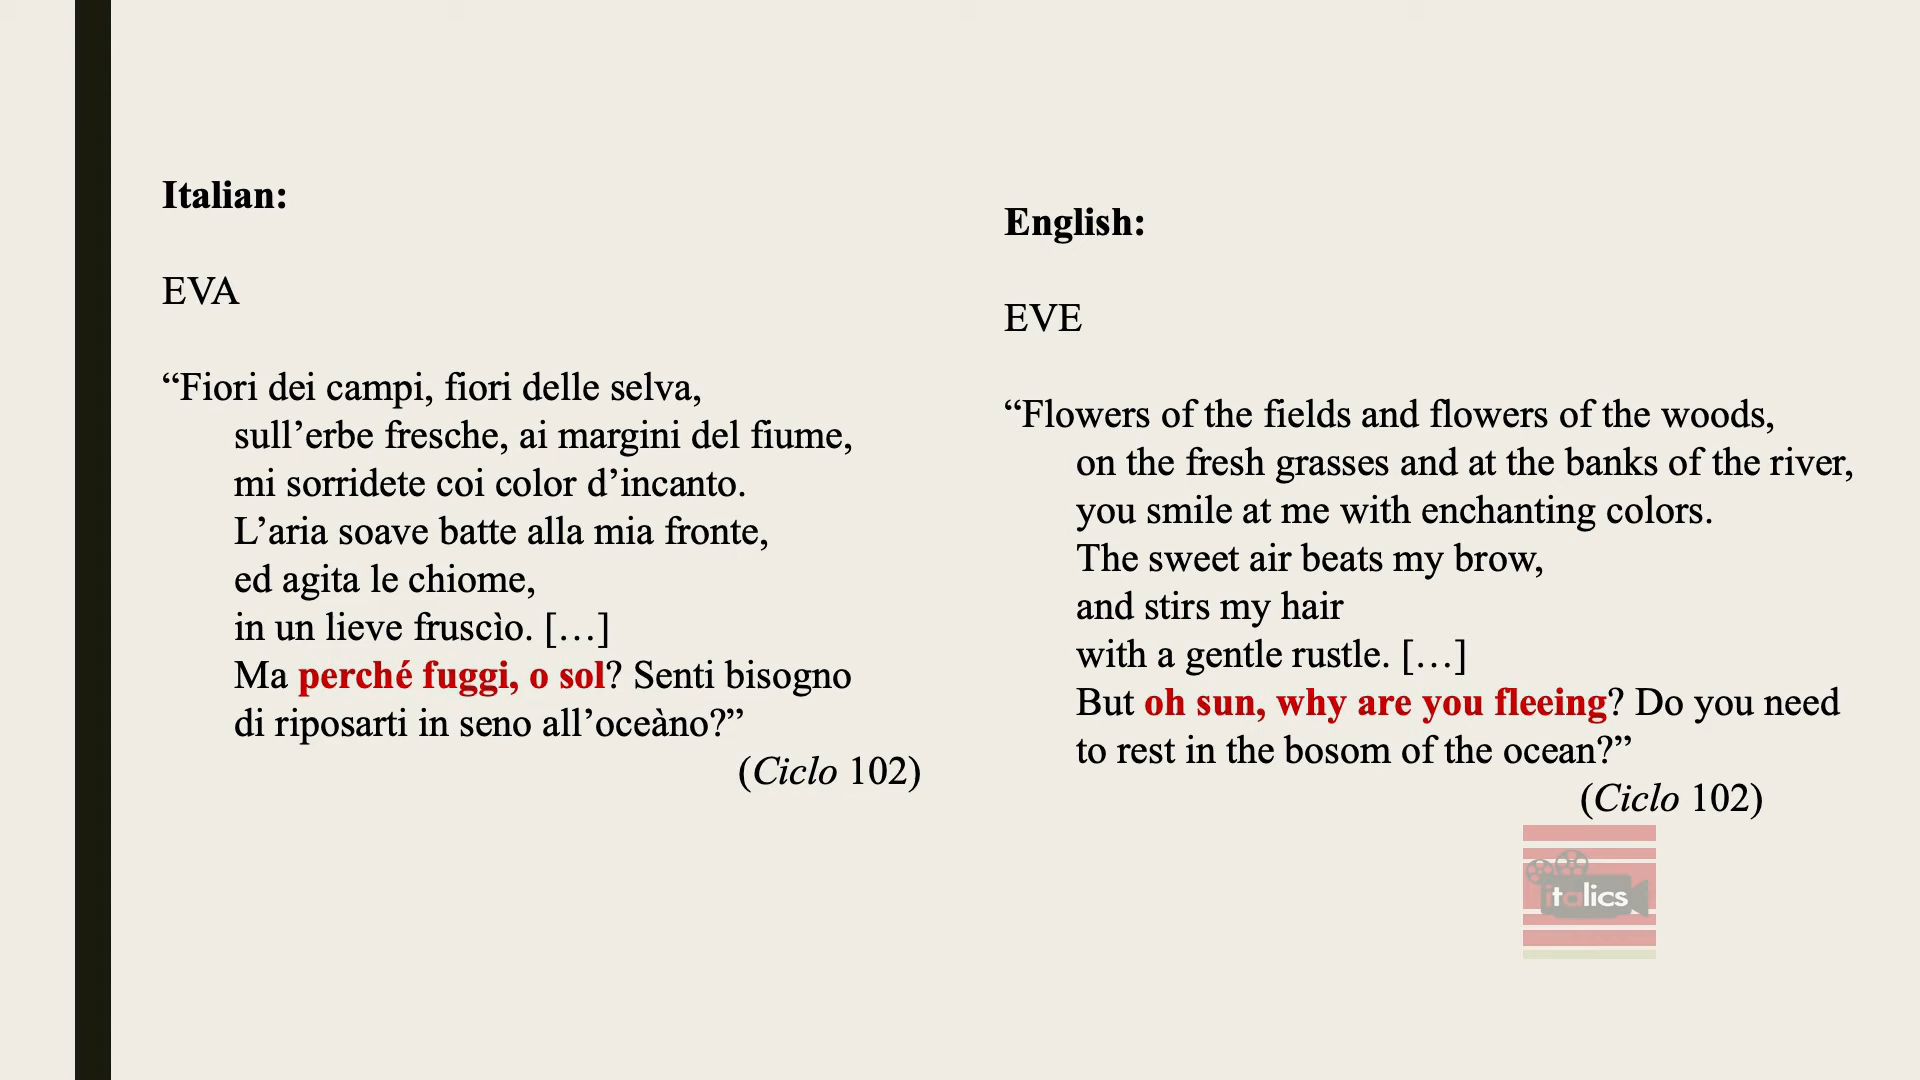 Italian:
EVA
“Fiori dei campi, fiori delle selva,
sull’erbe fresche, ai margini del fiume,
mi sorridete coi color d’incanto.
L’aria soave batte alla mia fronte,
ed agita le chiome,
in un lieve fruscìo. […]
Ma perché fuggi, o sol? Senti bisogno
di riposarti in seno all’oceàno?”
(Ciclo 102)
English:
EVE
“Flowers of the fields and flowers of the woods,
on the fresh grasses and at the banks of the river,
you smile at me with enchanting colors.
The sweet air beats my brow,
and stirs my hair
with a gentle rustle. […]
But oh sun, why are you fleeing? Do you need
to rest in the bosom of the ocean?”
(Ciclo 102)
italics